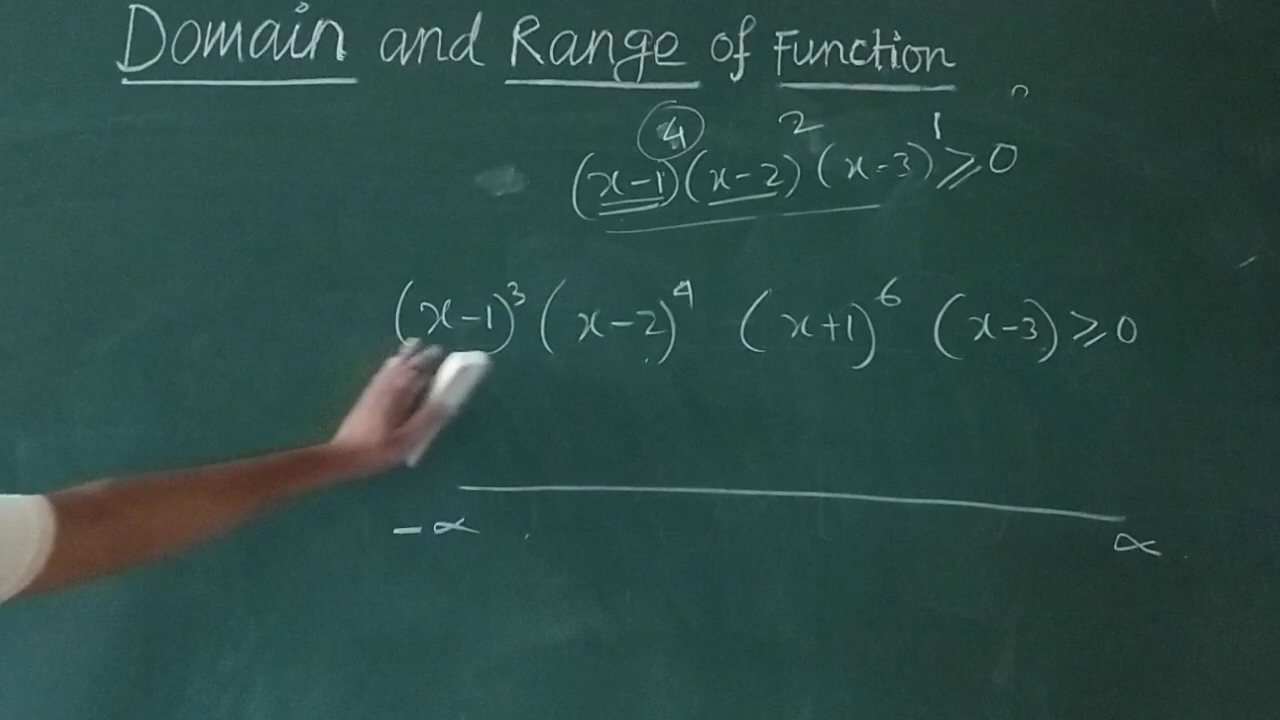 Domain and Range of Function
(x-1)⁴(x-2)²(x-3)¹≥0
(x-1)³(x-2)⁴ (x+1)⁶ (x-3)≥0
-∝ ∝